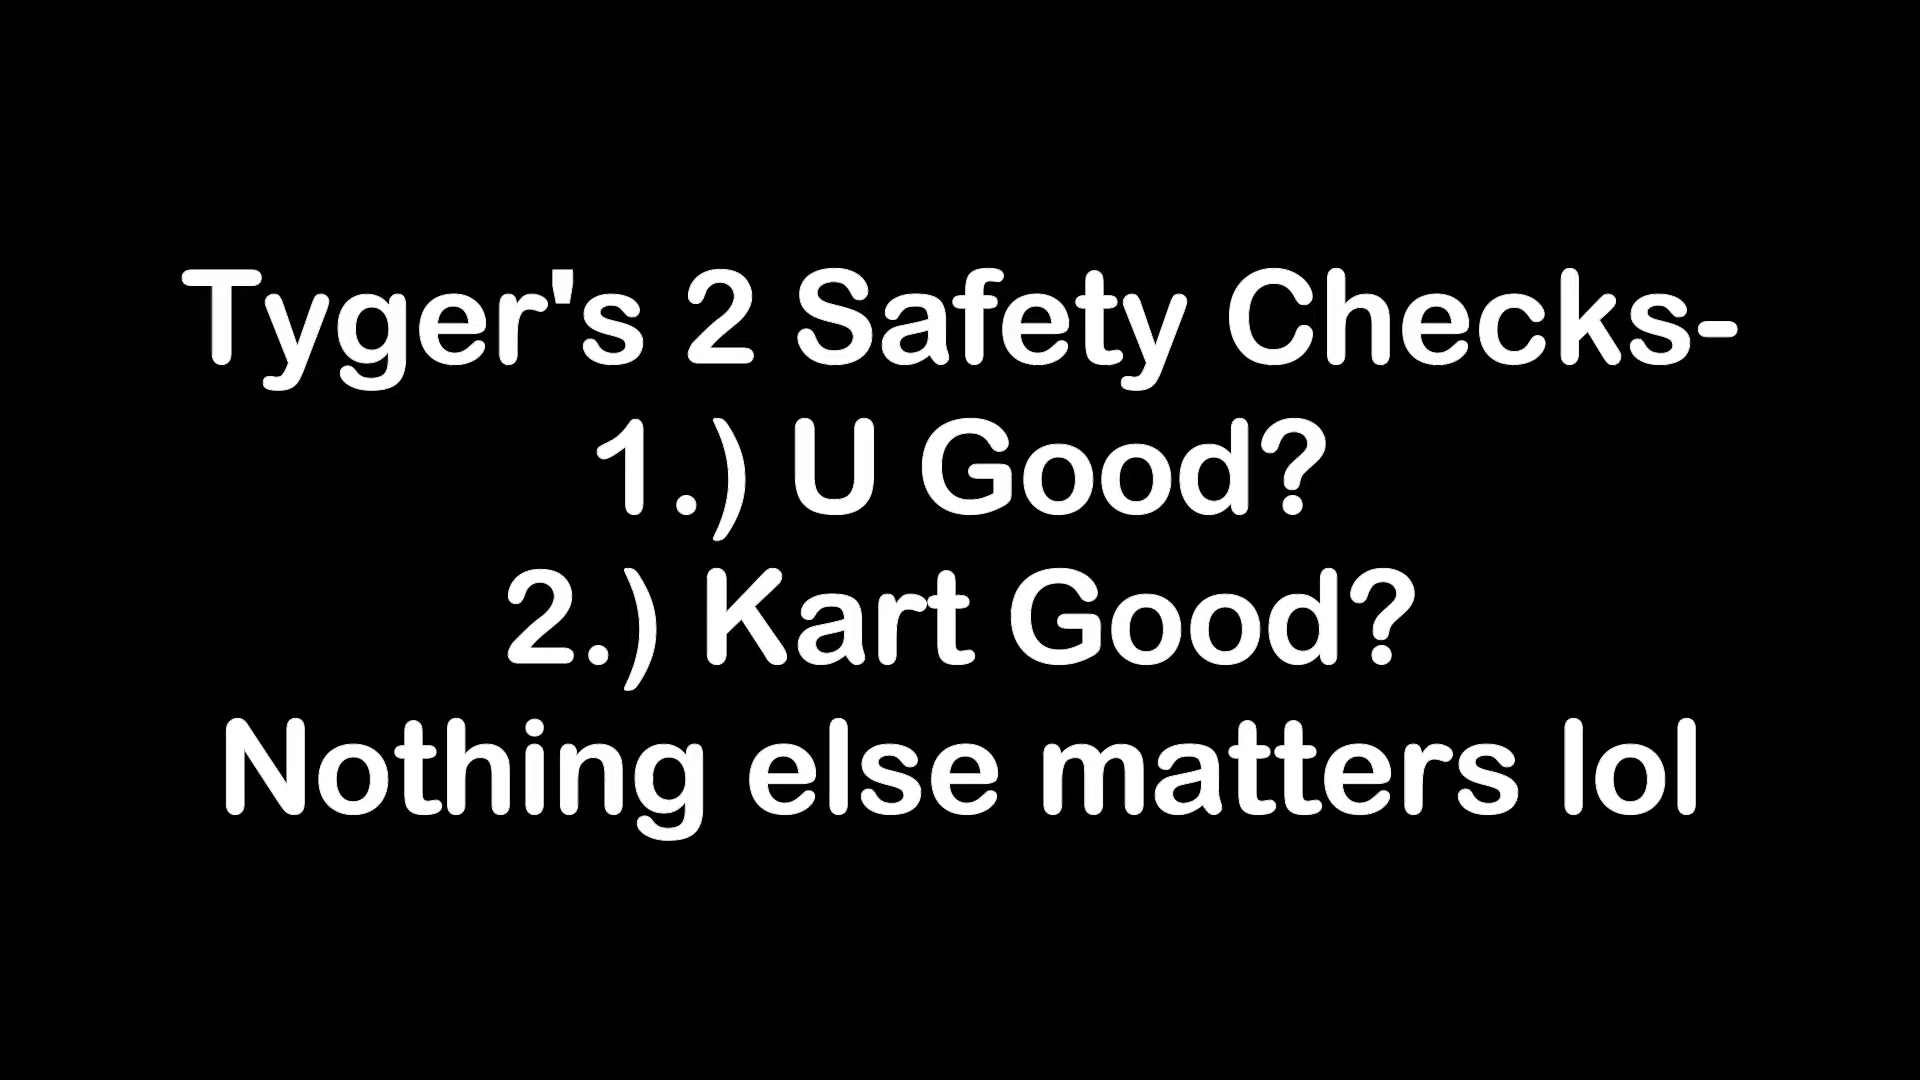 Tyger's 2 Safety Checks-
1.) U Good?
2.) Kart Good?
Nothing else matters lol